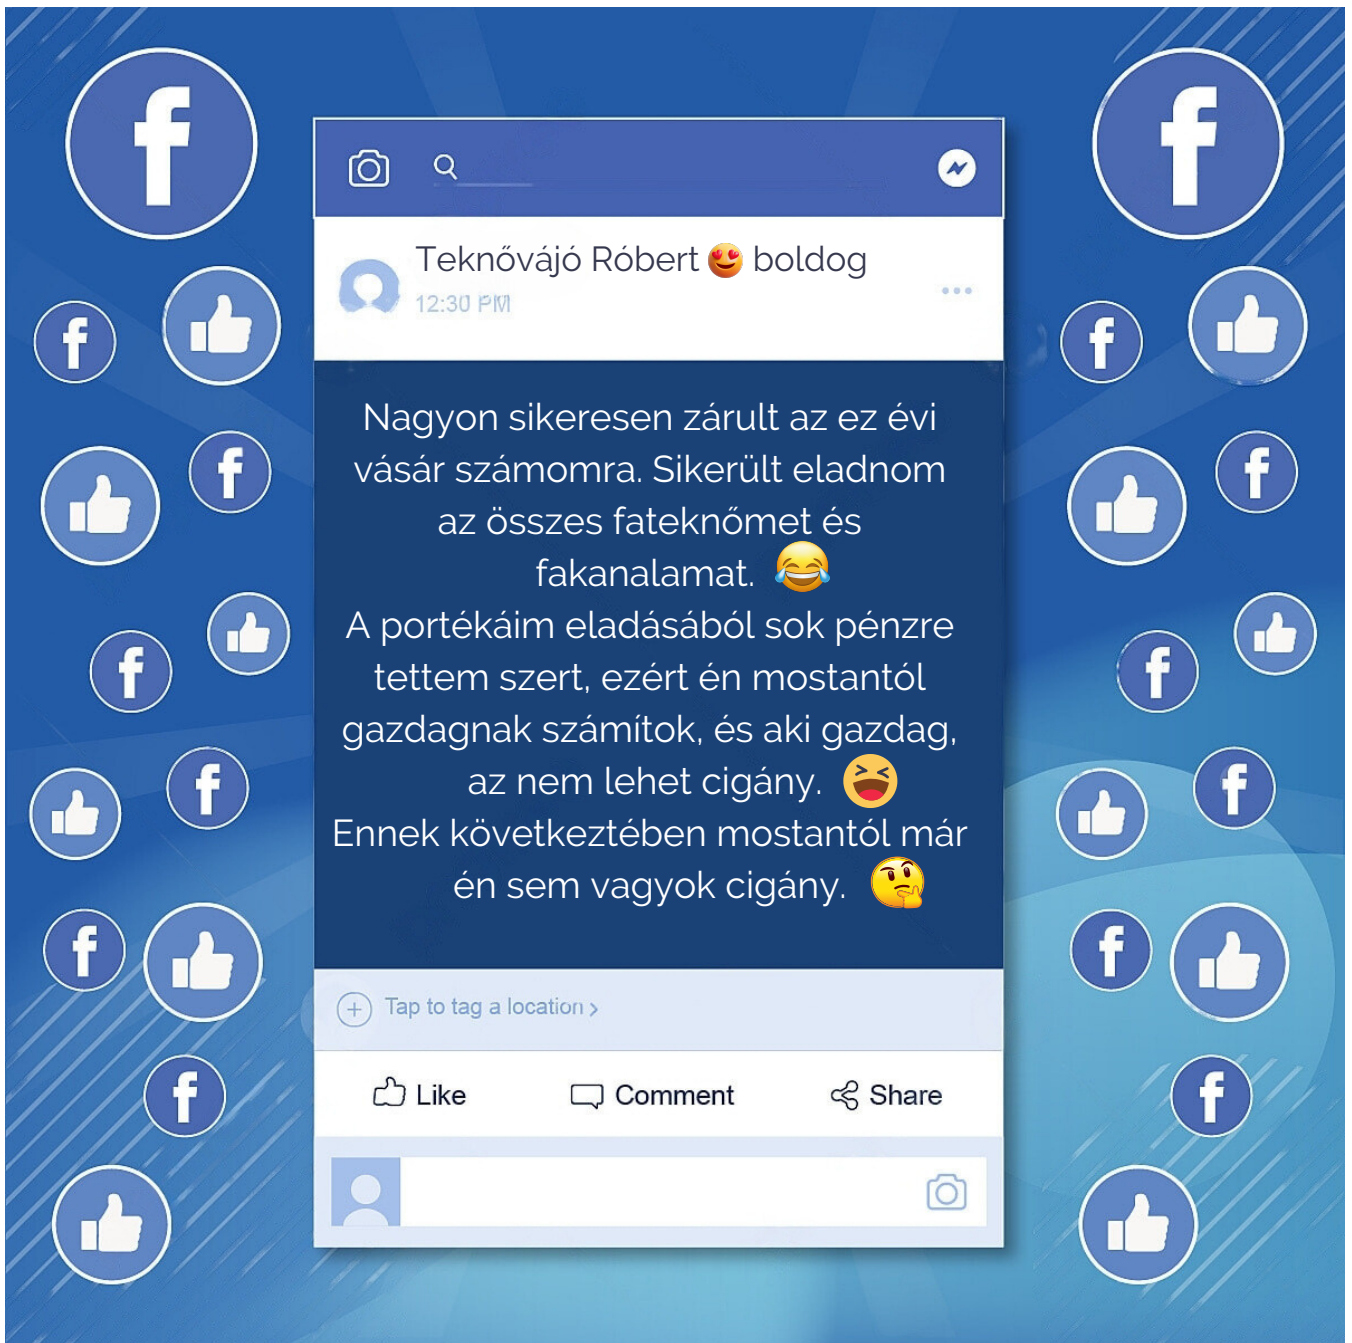 Teknővájó Róbert 😍 boldog
12:30 PM
Nagyon sikeresen zárult az ez évi
vásár számomra. Sikerült eladnom
az összes fateknőmet és
fakanalamat. 😂
A portékáim eladásából sok pénzre
tettem szert, ezért én mostantól
gazdagnak számítok, és aki gazdag,
az nem lehet cigány. 😆
Ennek következtében mostantól már
én sem vagyok cigány. 🤔
Tap to tag a location >
Like Comment Share